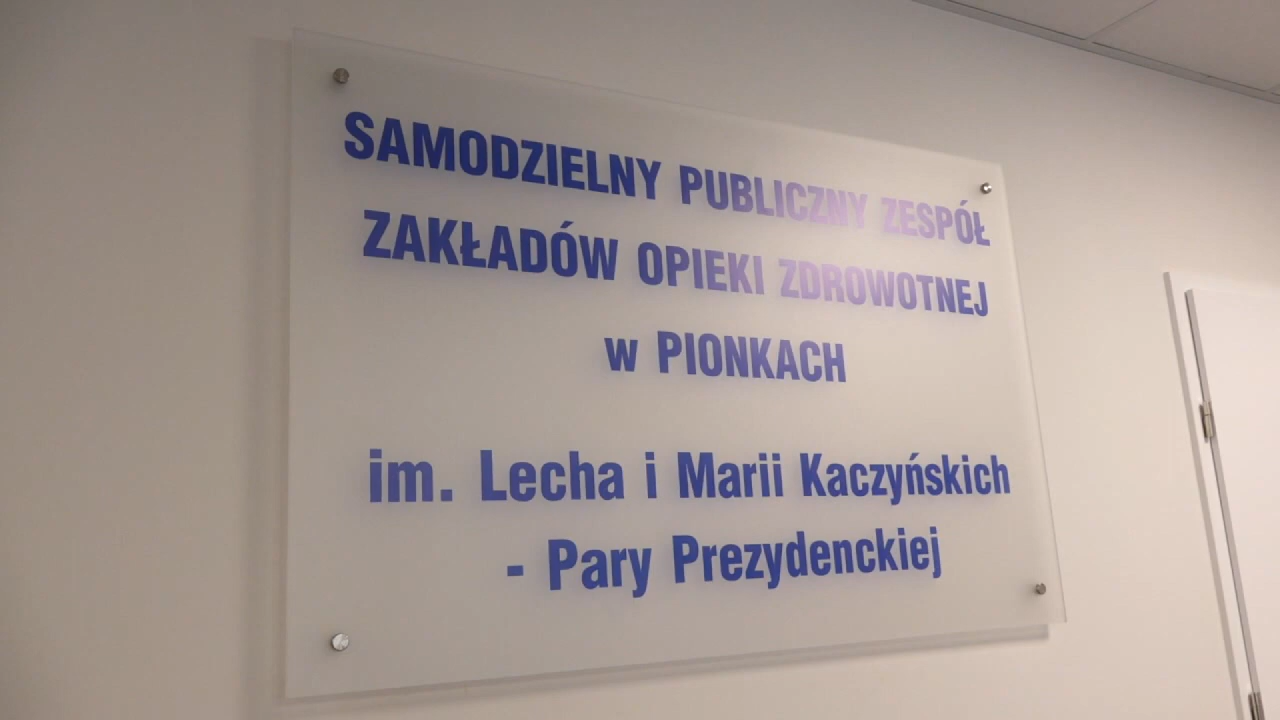 SAMODZIELNY PUBLICZNY ZESPÓŁ
ZAKŁADÓW OPIEKI ZDROWOTNEJ
w PIONKACH
im. Lecha i Marii Kaczyńskich
- Pary Prezydenckiej